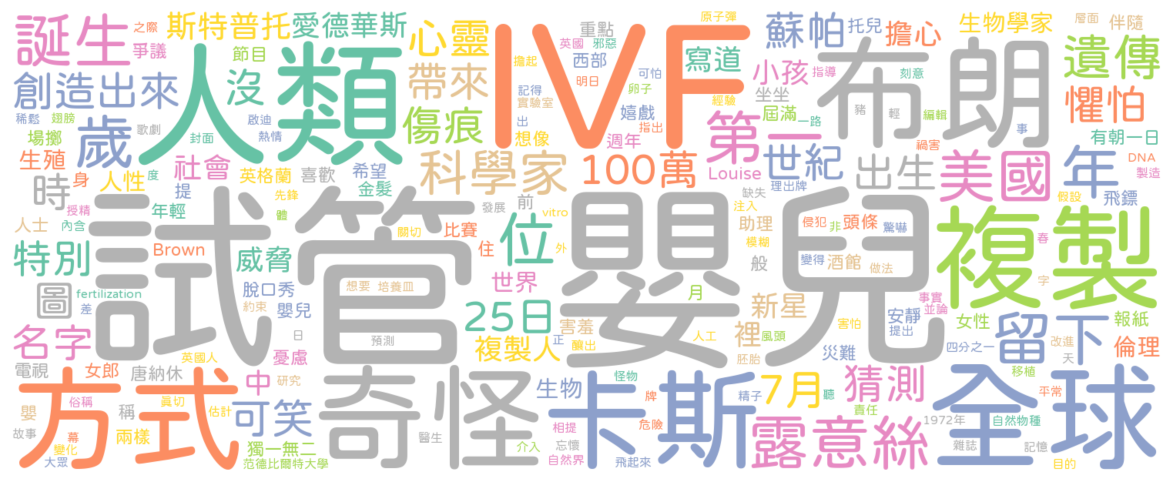 誕生
之際
爭議
斯特普托
愛德華斯
節目
心靈
IVF
原子彈
重點
英國
邪惡
西部
擔起
可怕
明日
寫道
蘇帕
托兒
擔心
生物學家
層面
伴隨
遺傳
創造出來
人類
沒
帶來
卵子
記得
實驗室
小孩
指導
布朗
刻意
懼怕
稀鬆
翅膀
啟迪
熱情
傷痕
出
嬉戲
經驗
坐坐
豬
輕
編輯
場擲
歌劇
封面
歲
想像
週年
指出
第一
屆滿
一路
事
有朝一日
禍害
生殖
社會
英格蘭
喜歡
希望
科學家
100萬
Louise
世紀
出生
美國
年
DNA
製造
時
身
人性
度
提
先鋒
金髮
理出牌
假設
飛鏢
人士
授精
內含
年輕
體
發展
前
缺失
注入
試管嬰兒
複製
特別
Brown
威脅
關切
比賽
住
位
vitro
外
助理
模糊
侵犯
非
頭條
驚嚇
春
字
圖
fertilization
差
脫口秀
約束
嬰兒
想要
培養皿
世界
般
變得
酒館
做法
月
25日
新星
事實
並論
安靜
提出
女性
報紙
名字
日
預測
正
害羞
釀出
複製人
人工
裡
風頭
害怕
災難
四分之一
留下
改進
天
倫理
憂慮
電視
女郎
英國人
唐納休
胚胎
移植
方式
中
研究
奇怪
生物
怪物
卡斯
7月
聽
猜測
責任
全球
平常
嬰
俗稱
真切
稱
估計
可笑
牌
精子
1972年
自然物種
故事
幕
兩樣
變化
大眾
獨一無二
范德比爾特大學
醫生
介入
相提
危險
忘懷
自然界
飛起來
露意絲
雜誌
記憶
目的